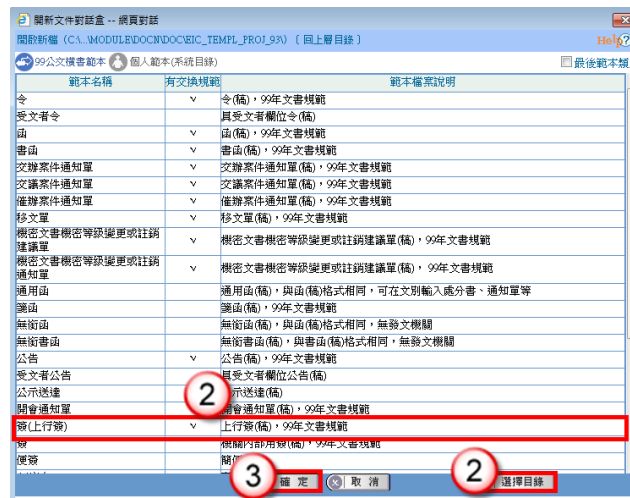 開新文件對話盒 -- 網頁對話
開啟新檔（C:\...\MODULE\DOCN\DOC\EIC_TEMPL_PROJ_93\）〔 回上層目錄 〕 Help?
99公文橫書範本 個人範本(系統目錄) 最後範本類
範本名稱 有交換規範 範本檔案說明
令 v 令(稿)，99年文書規範
受文者令 具受文者欄位令(稿)
函 v 函(稿)，99年文書規範
書函 v 書函(稿)，99年文書規範
交辦案件通知單 v 交辦案件通知單(稿)，99年文書規範
交議案件通知單 v 交議案件通知單(稿)，99年文書規範
催辦案件通知單 v 催辦案件通知單(稿)，99年文書規範
移文單 v 移文單(稿)，99年文書規範
機密文書機密等級變更或註銷
建議單 v 機密文書機密等級變更或註銷建議單(稿)，99年文書規範
機密文書機密等級變更或註銷
通知單 v 機密文書機密等級變更或註銷通知單(稿)， 99年文書規範
通用函 通用函(稿)，與函(稿)格式相同，可在文別輸入處分書、通知單等
箋函 箋函(稿)，99年文書規範
無銜函 無銜函(稿)，與函(稿)格式相同，無發文機關
無銜書函 無銜書函(稿)，與書函(稿)格式相同，無發文機關
公告 v 公告(稿)，99年文書規範
受文者公告 具受文者欄位公告(稿)
公示送達 示送達(稿)
開會通知單 開會通知單(稿)，99年文書規範
2
簽(上行簽) v 上行簽(稿)，99年文書規範
簽 機關內部用簽(稿)，99年文書規範
便簽 簡便
3 確 定 取 消 2 選擇目錄